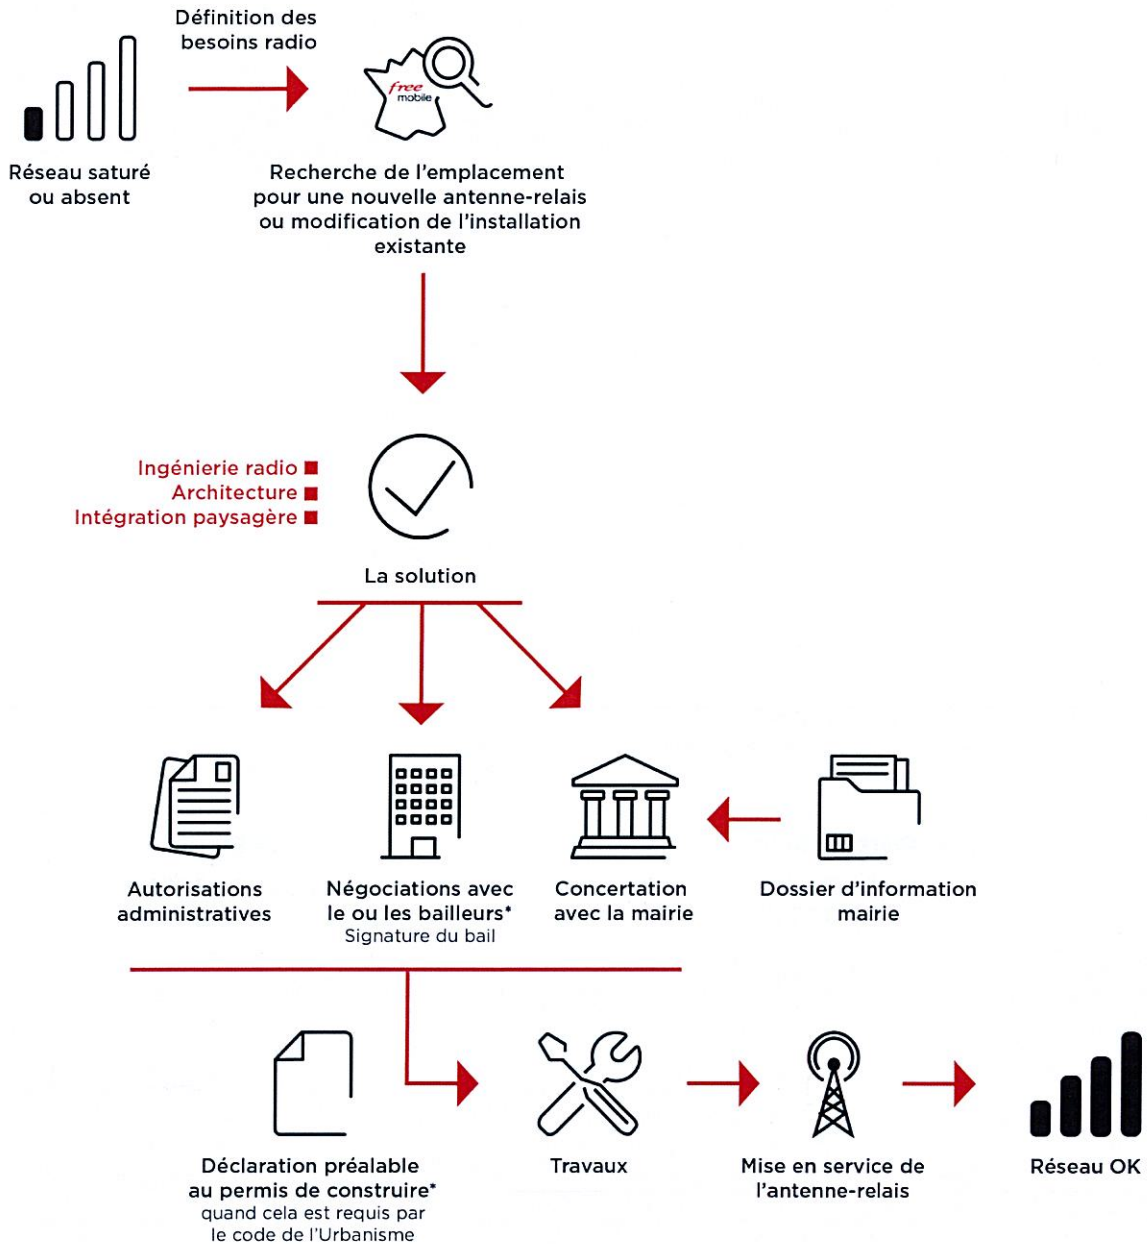 Définition des
besoins radio
free
mobile
Réseau saturé
ou absent
Recherche de l'emplacement
pour une nouvelle antenne-relais
ou modification de l'installation
existante
Ingénierie radio
Architecture
Intégration paysagère
La solution
Autorisations
administratives
Négociations avec
le ou les bailleurs*
Signature du bail
Concertation
avec la mairie
Dossier d'information
mairie
Déclaration préalable
au permis de construire*
quand cela est requis par
le code de l'Urbanisme
Travaux
Mise en service de
l'antenne-relais
Réseau OK